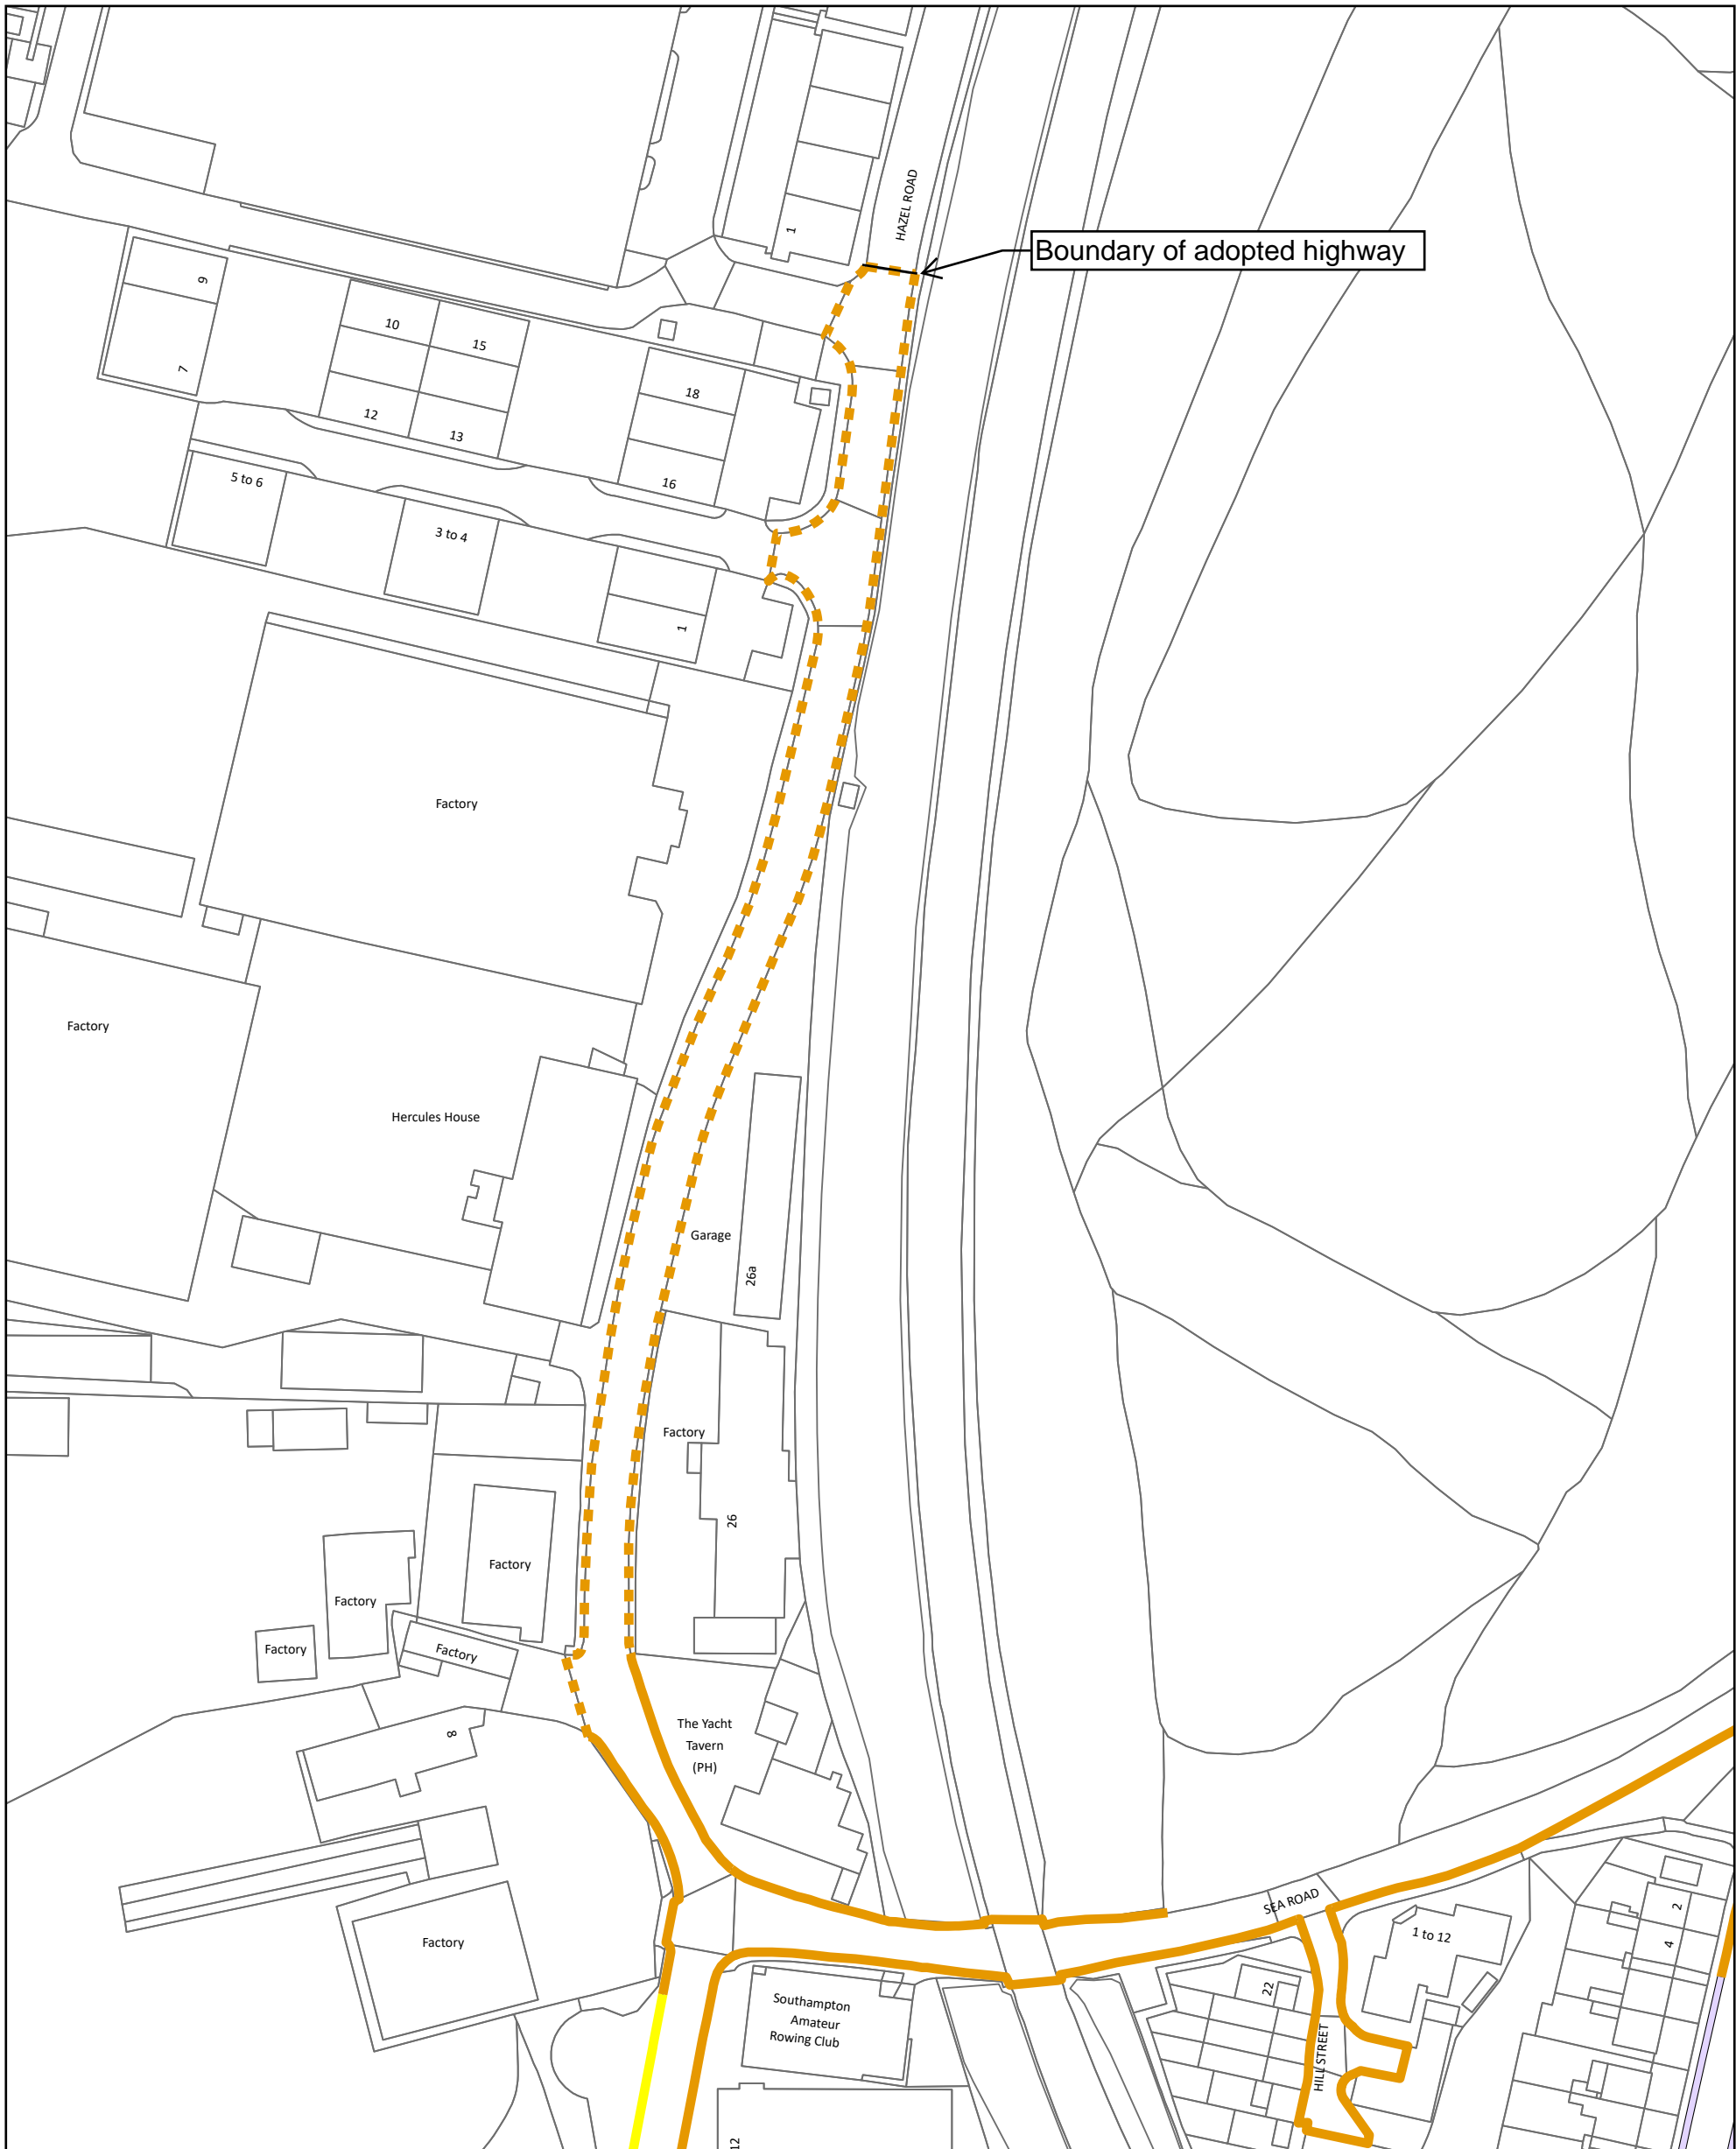 HAZEL ROAD
1
Boundary of adopted highway
9
7
10
15
12
13
18
16
5 to 6
3 to 4
1
Factory
Factory
Hercules House
Garage
26a
Factory
26
Factory
Factory
Factory
Factory
8
The Yacht
Tavern
(PH)
Factory
SEA ROAD
1 to 12
2
4
22
HILL STREET
Southampton
Amateur
Rowing Club
12